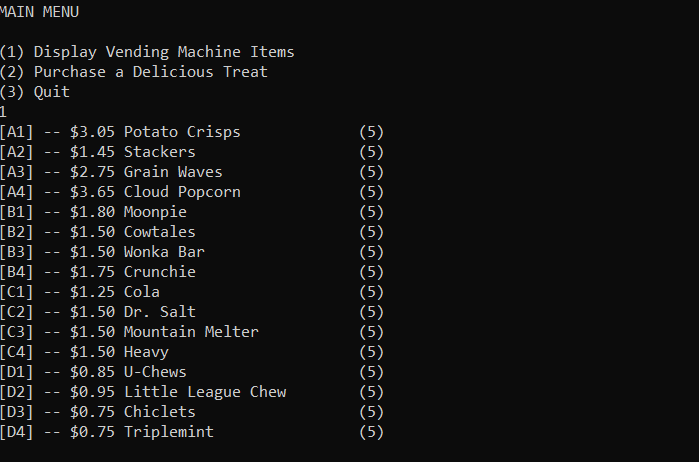 MAIN MENU
(1) Display Vending Machine Items
(2) Purchase a Delicious Treat
(3) Quit
1
[A1] -- $3.05 Potato Crisps (5)
[A2] -- $1.45 Stackers (5)
[A3] -- $2.75 Grain Waves (5)
[A4] -- $3.65 Cloud Popcorn (5)
[B1] -- $1.80 Moonpie (5)
[B2] -- $1.50 Cowtales (5)
[B3] -- $1.50 Wonka Bar (5)
[B4] -- $1.75 Crunchie (5)
[C1] -- $1.25 Cola (5)
[C2] -- $1.50 Dr. Salt (5)
[C3] -- $1.50 Mountain Melter (5)
[C4] -- $1.50 Heavy (5)
[D1] -- $0.85 U-Chews (5)
[D2] -- $0.95 Little League Chew (5)
[D3] -- $0.75 Chiclets (5)
[D4] -- $0.75 Triplemint (5)